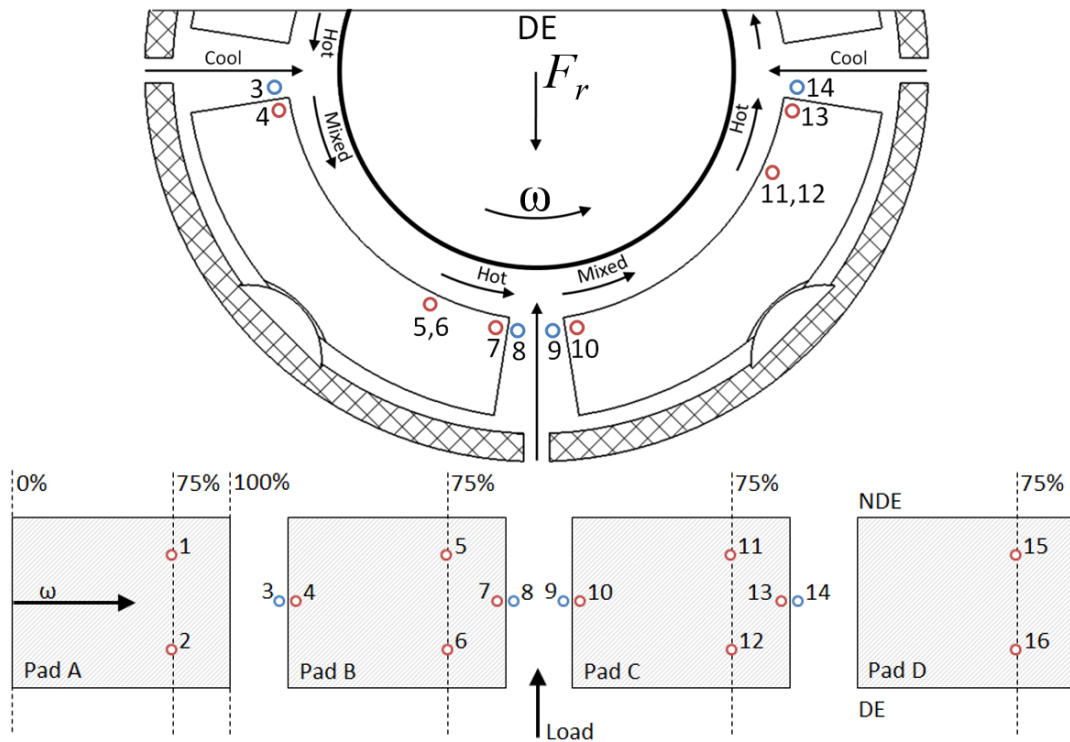 DE
Hot
Cool
Cool
F_r
3
14
4
Mixed
Hot
13
ω
11,12
Hot
Mixed
5,6
7
8
9
10
0%
75%
100%
75%
75%
NDE
75%
1
5
11
15
ω
3
4
7
8
9
10
13
14
2
6
12
16
Pad A
Pad B
Pad C
Pad D
DE
Load